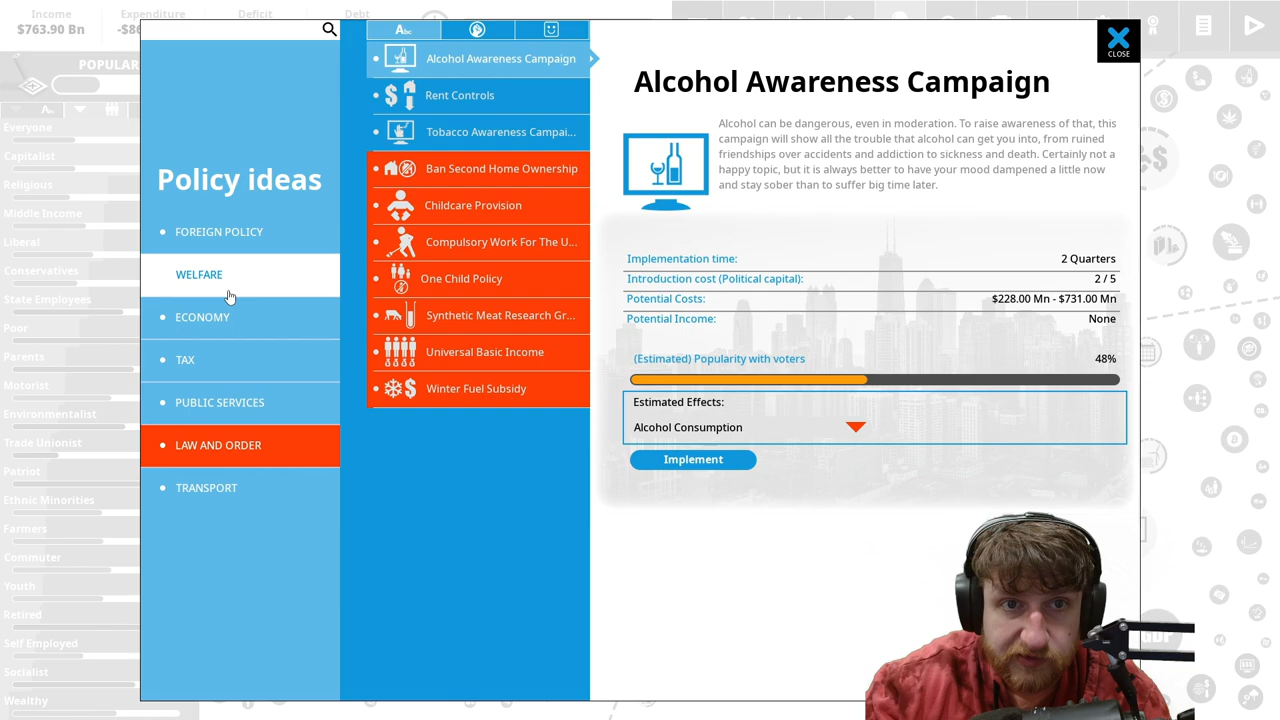 Income
Expenditure
Deficit
Debt
$763.90 Bn
-$86
POPULAR
Everyone
Capitalist
Religious
Middle Income
Liberal
Conservatives
State Employees
Poor
Parents
Motorist
Environmentalist
Trade Unionist
Patriot
Ethnic Minorities
Farmers
Commuter
Youth
Retired
Self Employed
Socialist
Wealthy
Policy ideas
FOREIGN POLICY
WELFARE
ECONOMY
TAX
PUBLIC SERVICES
LAW AND ORDER
TRANSPORT
Abc
Alcohol Awareness Campaign
Rent Controls
Tobacco Awareness Campai...
Ban Second Home Ownership
Childcare Provision
Compulsory Work For The U...
One Child Policy
Synthetic Meat Research Gr...
Universal Basic Income
Winter Fuel Subsidy
CLOSE
Alcohol Awareness Campaign
Alcohol can be dangerous, even in moderation. To raise awareness of that, this
campaign will show all the trouble that alcohol can get you into, from ruined
friendships over accidents and addiction to sickness and death. Certainly not a
happy topic, but it is always better to have your mood dampened a little now
and stay sober than to suffer big time later.
Implementation time: 2 Quarters
Introduction cost (Political capital): 2 / 5
Potential Costs: $228.00 Mn - $731.00 Mn
Potential Income: None
(Estimated) Popularity with voters 48%
Estimated Effects:
Alcohol Consumption
Implement
GDP